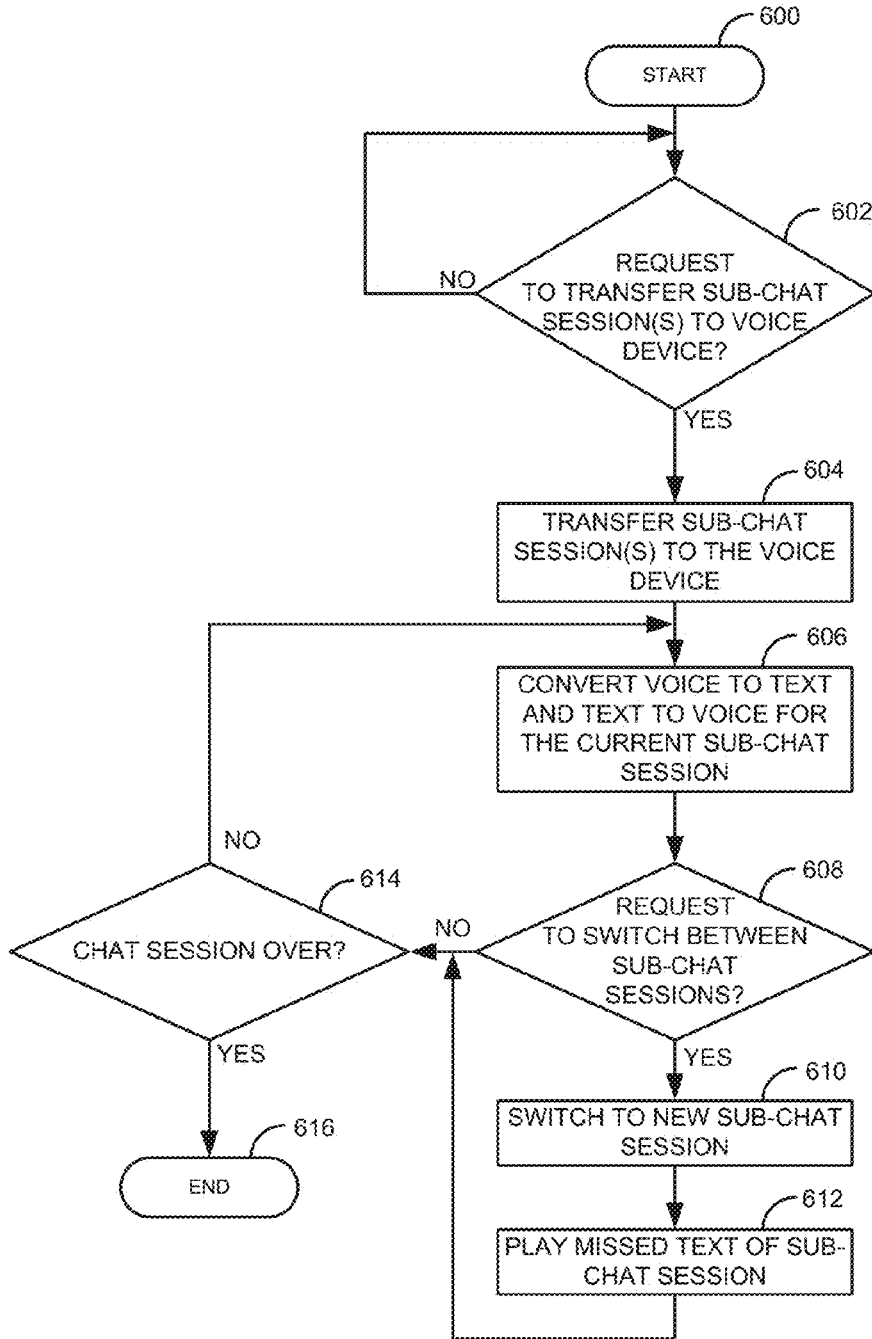 600
START
602
REQUEST
TO TRANSFER SUB-CHAT
SESSION(S) TO VOICE
DEVICE?
NO
YES
604
TRANSFER SUB-CHAT
SESSION(S) TO THE VOICE
DEVICE
606
CONVERT VOICE TO TEXT
AND TEXT TO VOICE FOR
THE CURRENT SUB-CHAT
SESSION
608
REQUEST
TO SWITCH BETWEEN
SUB-CHAT
SESSIONS?
NO
YES
614
CHAT SESSION OVER?
NO
YES
610
SWITCH TO NEW SUB-CHAT
SESSION
612
PLAY MISSED TEXT OF SUB-
CHAT SESSION
616
END